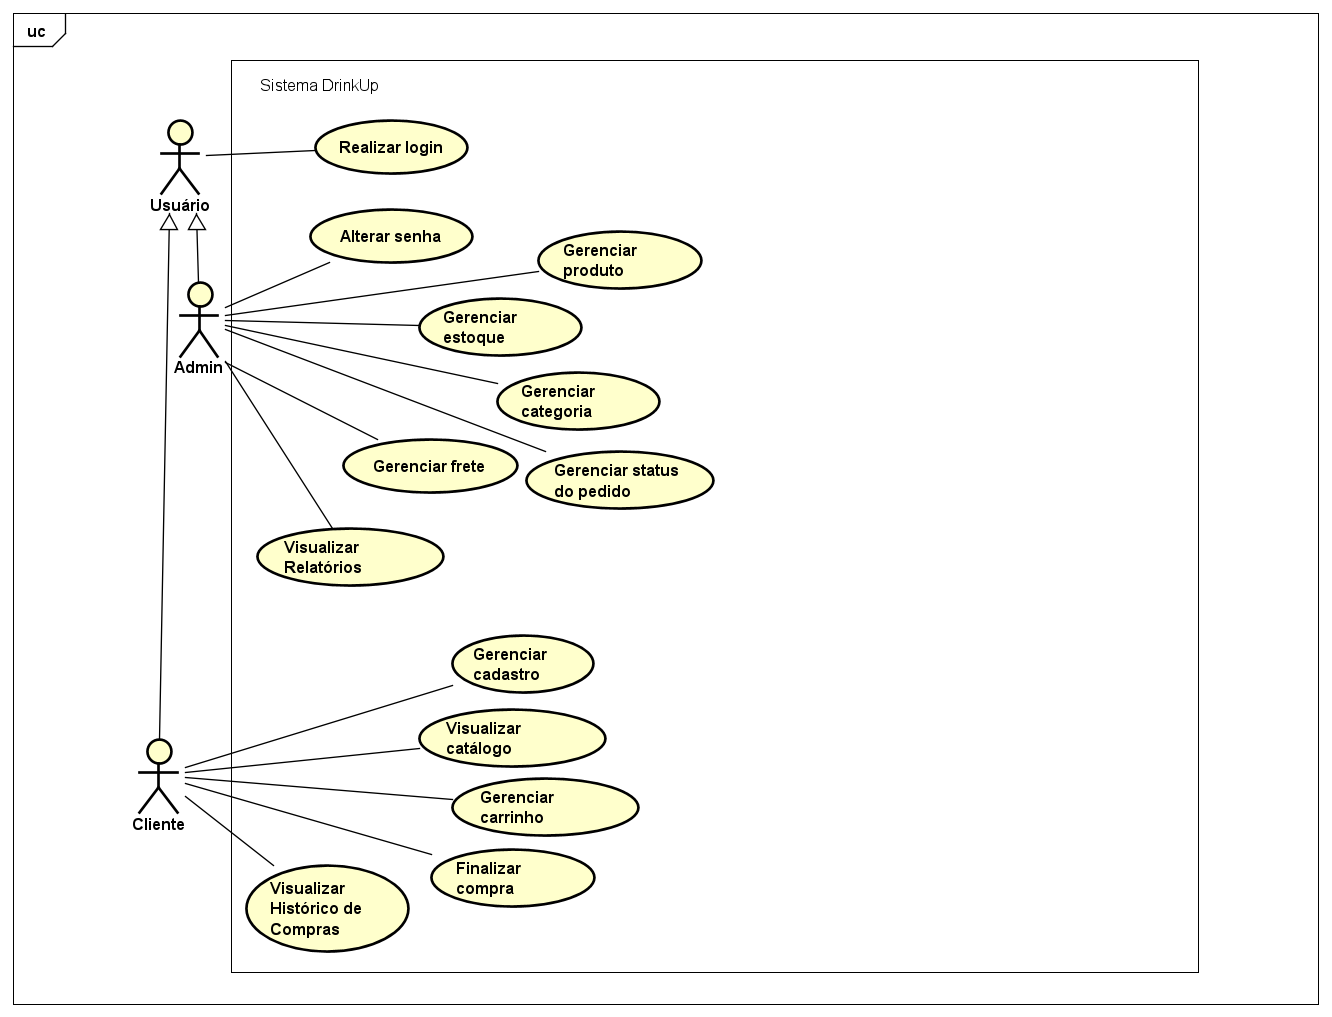 uc
Sistema DrinkUp
Realizar login
Usuário
Alterar senha
Gerenciar
produto
Gerenciar
estoque
Admin
Gerenciar
categoria
Gerenciar frete
Gerenciar status
do pedido
Visualizar
Relatórios
Gerenciar
cadastro
Visualizar
catálogo
Gerenciar
carrinho
Cliente
Finalizar
compra
Visualizar
Histórico de
Compras